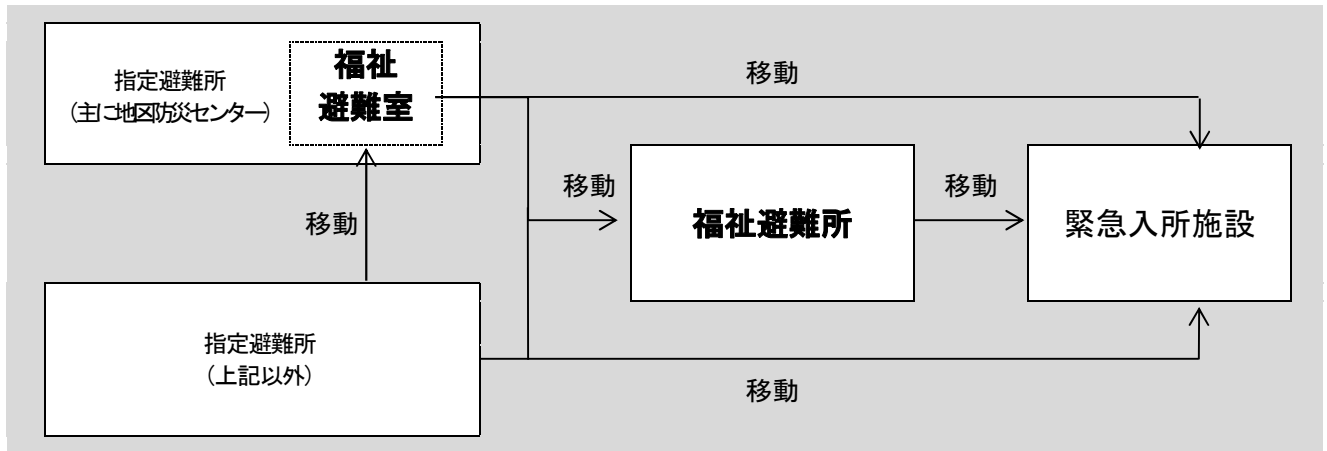 指定避難所
（主に地区防災センター）
福祉
避難室
移動
移動
移動
福祉避難所
移動
緊急入所施設
指定避難所
（上記以外）
移動